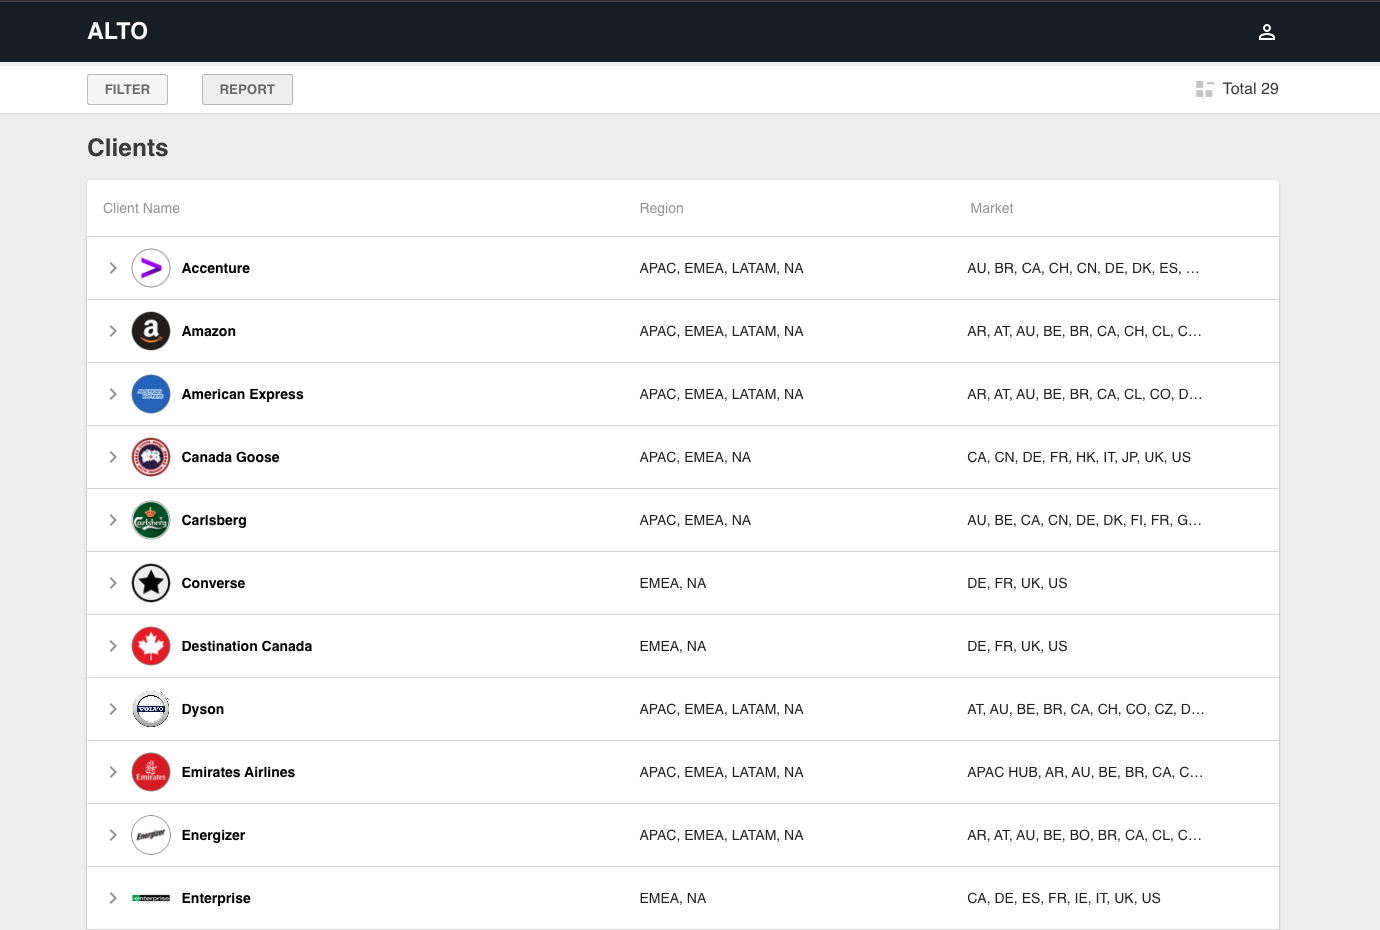 ALTO
FILTER REPORT Total 29
Clients
Client Name Region Market
Accenture APAC, EMEA, LATAM, NA AU, BR, CA, CH, CN, DE, DK, ES, …
a Amazon APAC, EMEA, LATAM, NA AR, AT, AU, BE, BR, CA, CH, CL, C…
American Express APAC, EMEA, LATAM, NA AR, AT, AU, BE, BR, CA, CL, CO, D…
Canada Goose APAC, EMEA, NA CA, CN, DE, FR, HK, IT, JP, UK, US
Carlsberg Carlsberg APAC, EMEA, NA AU, BE, CA, CN, DE, DK, FI, FR, G…
Converse EMEA, NA DE, FR, UK, US
Destination Canada EMEA, NA DE, FR, UK, US
VOLVO Dyson APAC, EMEA, LATAM, NA AT, AU, BE, BR, CA, CH, CO, CZ, D…
Emirates Emirates Airlines APAC, EMEA, LATAM, NA APAC HUB, AR, AU, BE, BR, CA, C…
Energizer Energizer APAC, EMEA, LATAM, NA AR, AT, AU, BE, BO, BR, CA, CL, C…
enterprise Enterprise EMEA, NA CA, DE, ES, FR, IE, IT, UK, US